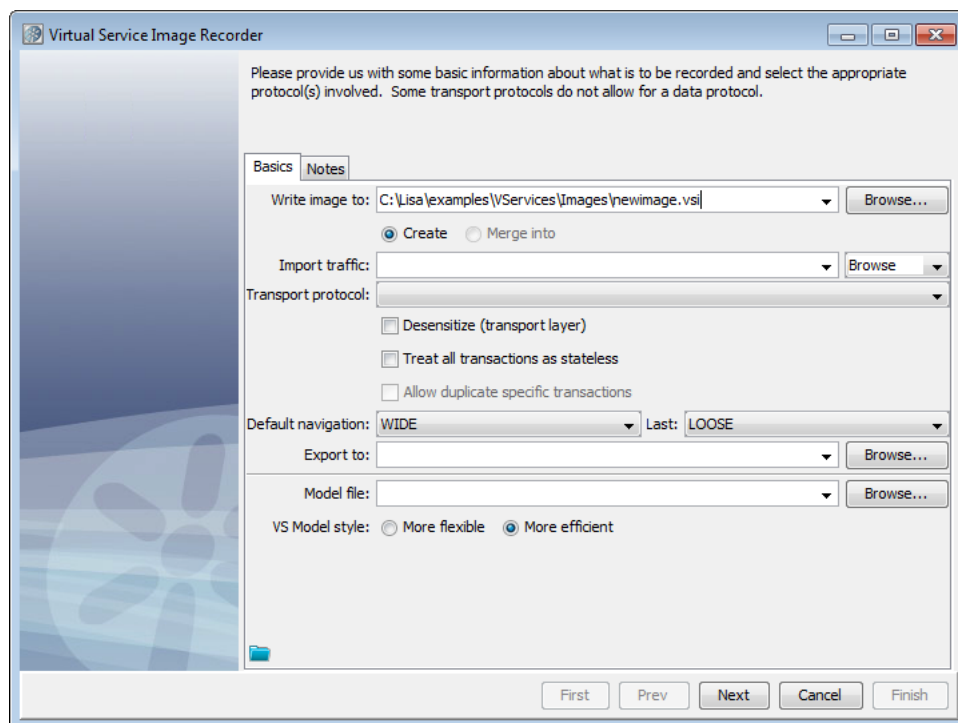 Virtual Service Image Recorder
Please provide us with some basic information about what is to be recorded and select the appropriate
protocol(s) involved. Some transport protocols do not allow for a data protocol.
Basics Notes
Write image to: C:\Lisa\examples\VServices\Images\newimage.vsi Browse...
Create Merge into
Import traffic: Browse
Transport protocol:
Desensitize (transport layer)
Treat all transactions as stateless
Allow duplicate specific transactions
Default navigation: WIDE Last: LOOSE
Export to: Browse...
Model file: Browse...
VS Model style: More flexible More efficient
First Prev Next Cancel Finish